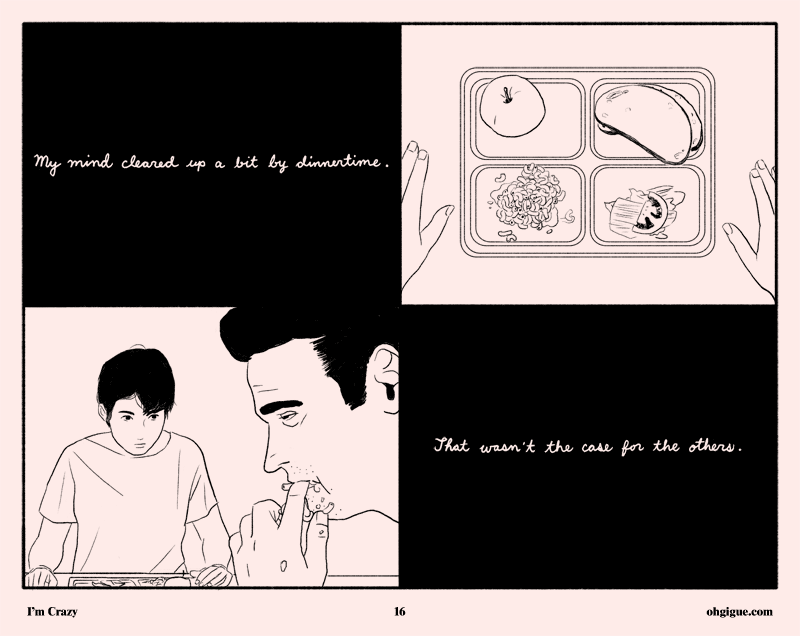 My mind cleared up a bit by dinnertime.
That wasn't the case for the others.
I'm Crazy
16
ohgigue.com